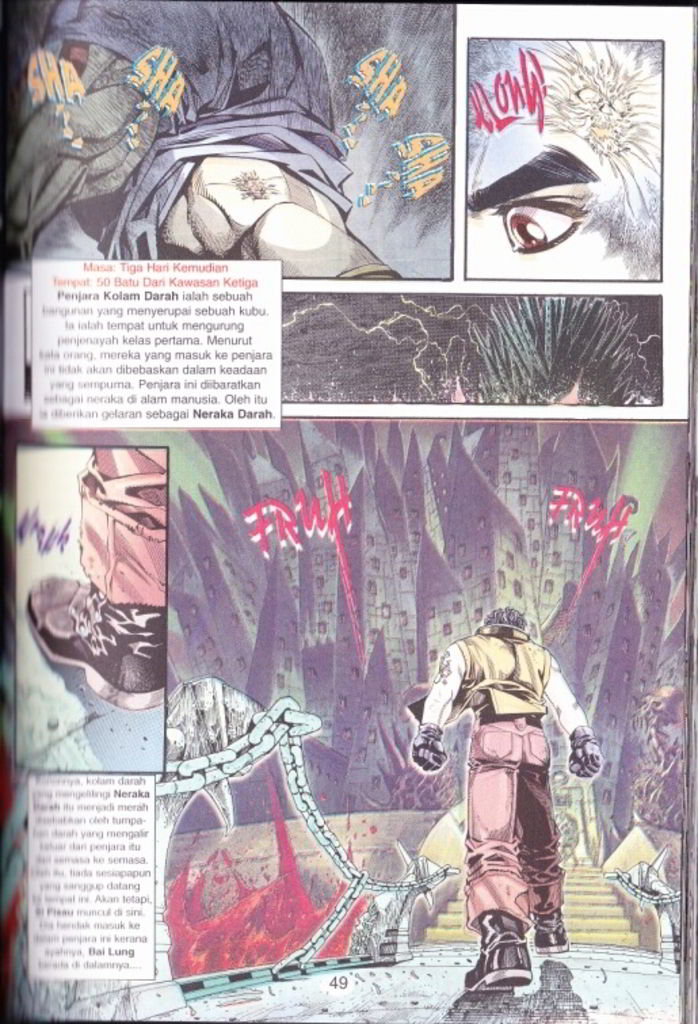 SHA
SHA
SHA
SHA
KLONG
Masa: Tiga Hari Kemudian
Tempat: 50 Batu Dari Kawasan Ketiga
Penjara Kolam Darah ialah sebuah
bangunan yang menyerupai sebuah kubu.
Ia ialah tempat untuk mengurung
penjenayah kelas pertama. Menurut
kata orang, mereka yang masuk ke penjara
ini tidak akan dibebaskan dalam keadaan
yang sempurna. Penjara ini diibaratkan
sebagai neraka di alam manusia. Oleh itu
ia diberikan gelaran sebagai Neraka Darah.
FRUH
FRUH
kolam darah
yang mengelilingi Neraka
Darah itu menjadi merah
disebabkan oleh tumpa-
han darah yang mengalir
keluar dari penjara itu
dari semasa ke semasa.
itu, tiada sesiapapun
yang sanggup datang
ke tempat ini. Akan tetapi,
Si Pisau muncul di sini.
Dia hendak masuk ke
dalam penjara ini kerana
ayahnya, Bai Lung
berada di dalamnya....
49